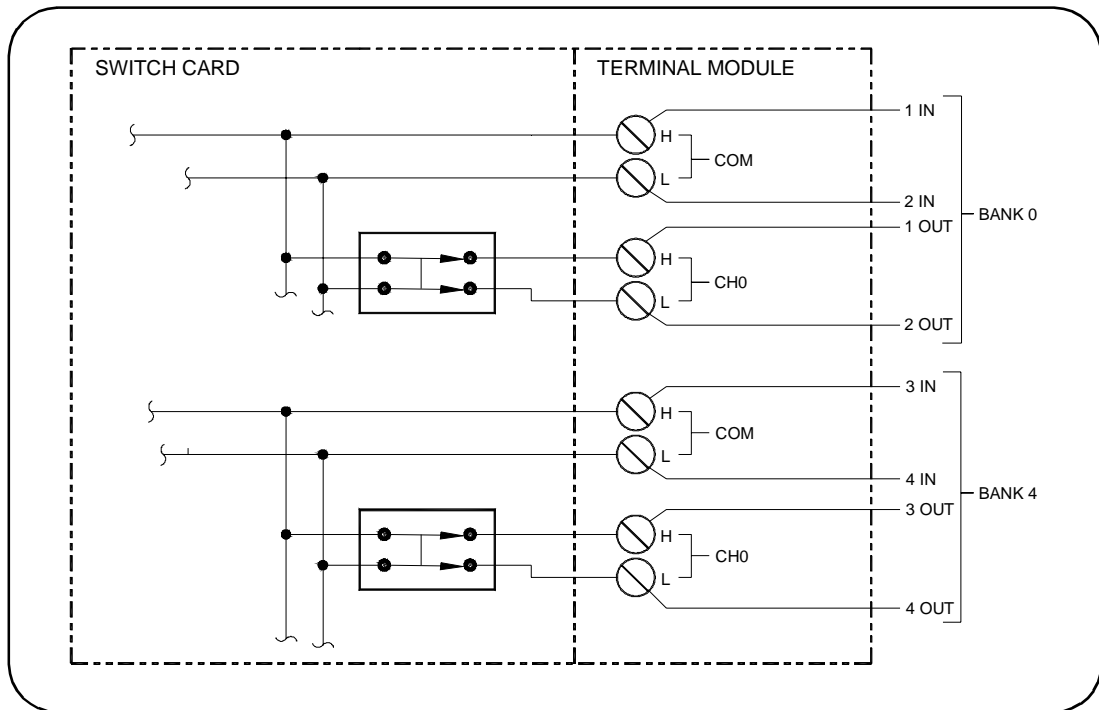 SWITCH CARD
TERMINAL MODULE
1 IN
H
COM
L
2 IN
BANK 0
1 OUT
H
CH0
L
2 OUT
3 IN
H
COM
L
4 IN
BANK 4
3 OUT
H
CH0
L
4 OUT